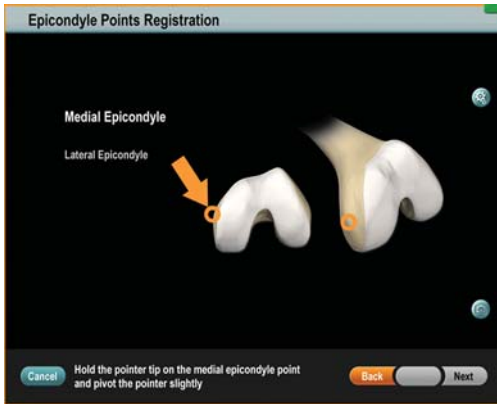 Epicondyle Points Registration
Medial Epicondyle
Lateral Epicondyle
Cancel
Hold the pointer tip on the medial epicondyle point
and pivot the pointer slightly
Back
Next